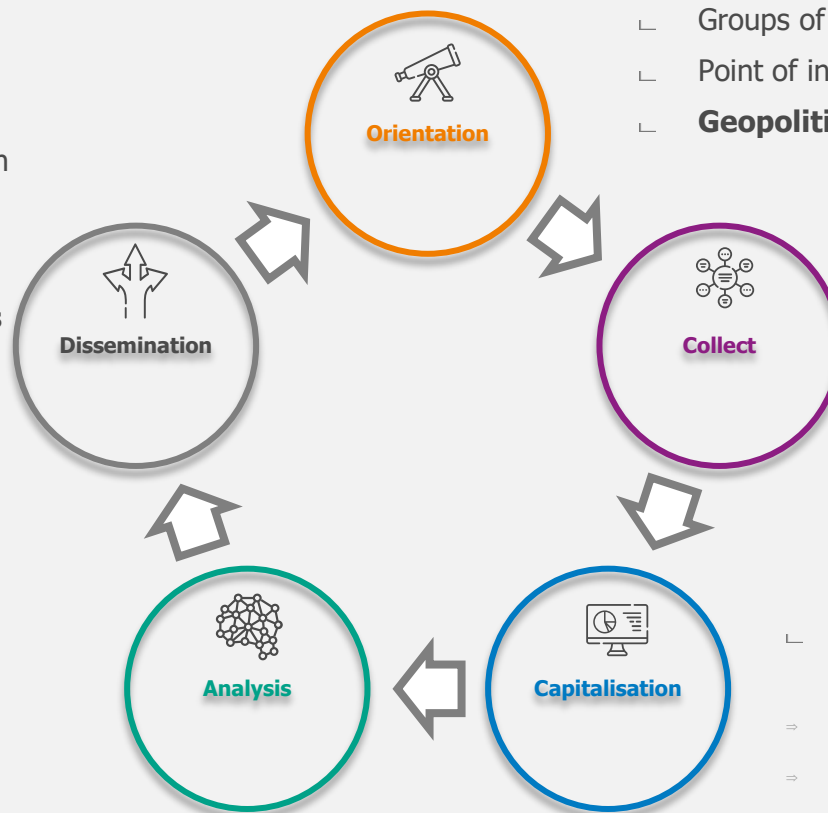 Groups of
Point of in
Geopoliti
Orientation
Dissemination
Collect
Analysis
Capitalisation